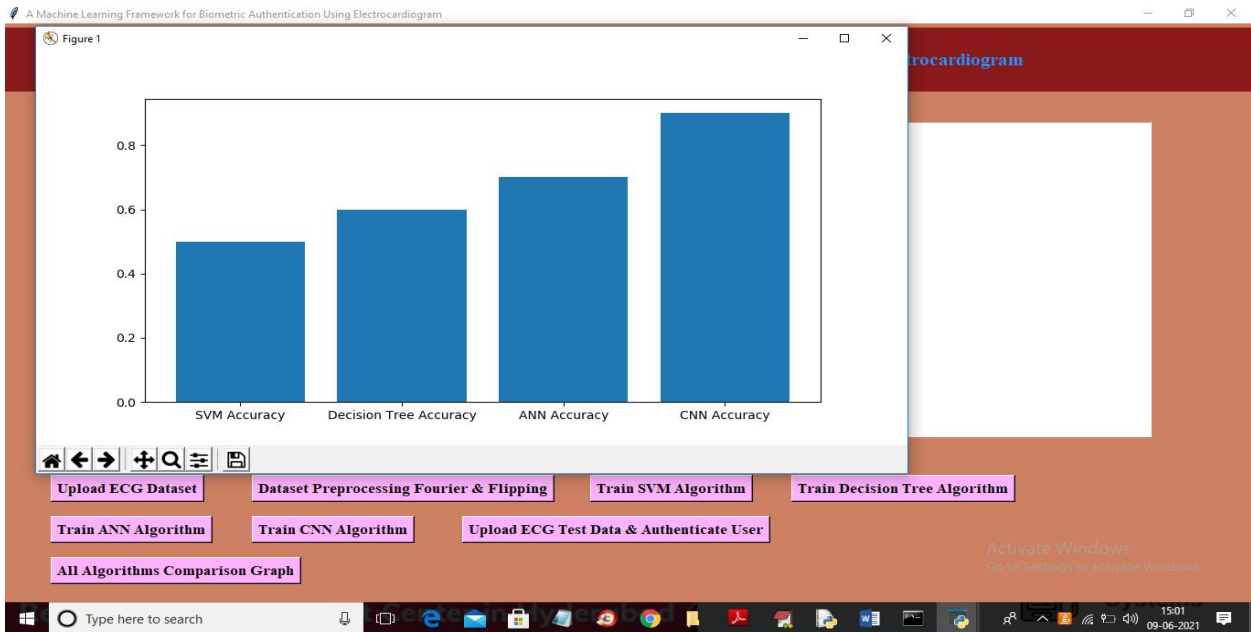 A Machine Learning Framework for Biometric Authentication Using Electrocardiogram
Figure 1
trocardiogram
0.8
0.6
0.4
0.2
0.0
SVM Accuracy
Decision Tree Accuracy
ANN Accuracy
CNN Accuracy
Upload ECG Dataset
Dataset Preprocessing Fourier & Flipping
Train SVM Algorithm
Train Decision Tree Algorithm
Train ANN Algorithm
Train CNN Algorithm
Upload ECG Test Data & Authenticate User
All Algorithms Comparison Graph
Activate Windows
Go to Settings to activate Windows.
Type here to search
15:01
09-06-2021